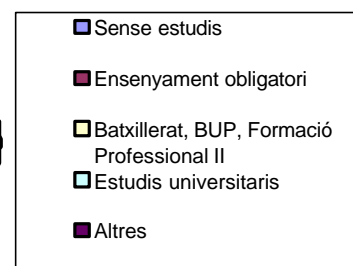 Sense estudis
Ensenyament obligatori
Batxillerat, BUP, Formació
Professional II
Estudis universitaris
Altres